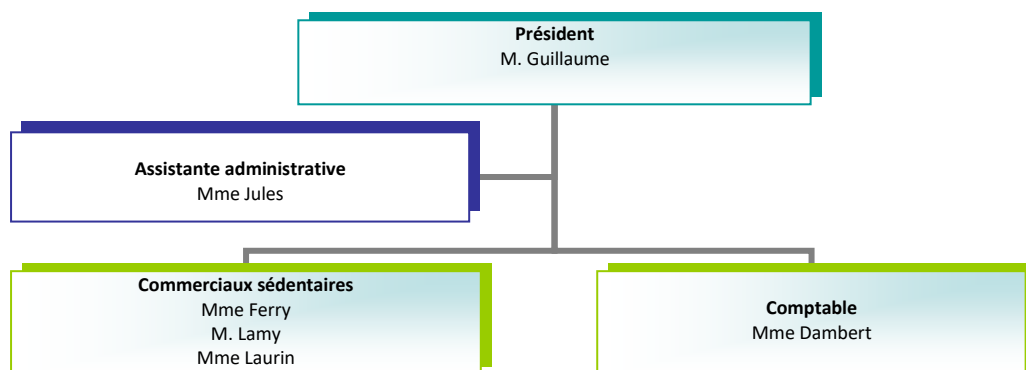 Président
M. Guillaume
Assistante administrative
Mme Jules
Commerciaux sédentaires
Mme Ferry
M. Lamy
Mme Laurin
Comptable
Mme Dambert